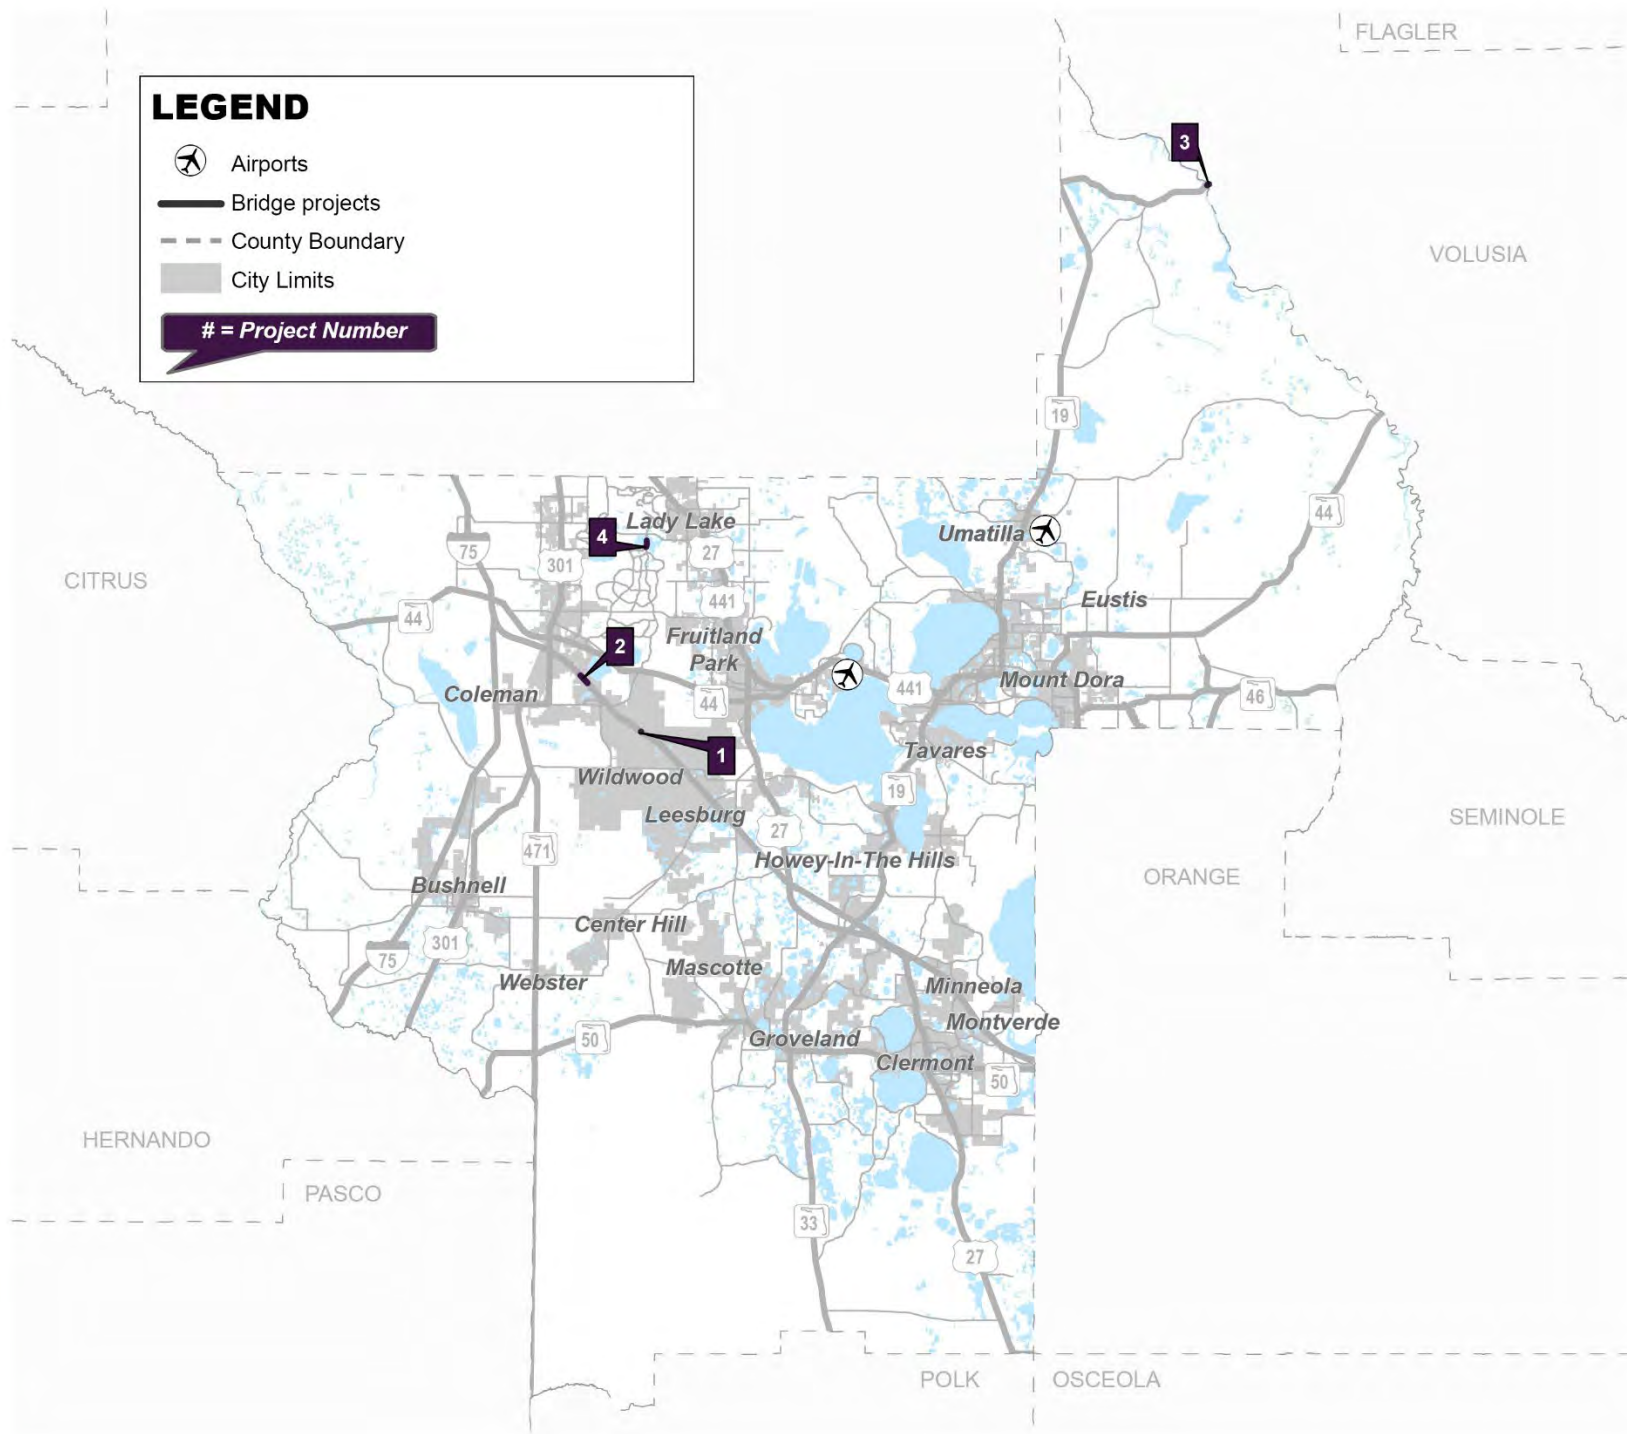 FLAGLER
LEGEND
Airports
Bridge projects
County Boundary
City Limits
# = Project Number
3
VOLUSIA
19
44
Lady Lake
4
Umatilla
75
301
27
CITRUS
441
Eustis
44
Fruitland
Park
2
Mount Dora
441
46
Coleman
44
1
Tavares
Wildwood
19
Leesburg
SEMINOLE
27
471
Howey-In-The Hills
ORANGE
Bushnell
Center Hill
301
75
Mascotte
Webster
Minneola
Montverde
50
Groveland
Clermont
50
HERNANDO
PASCO
33
27
POLK
OSCEOLA